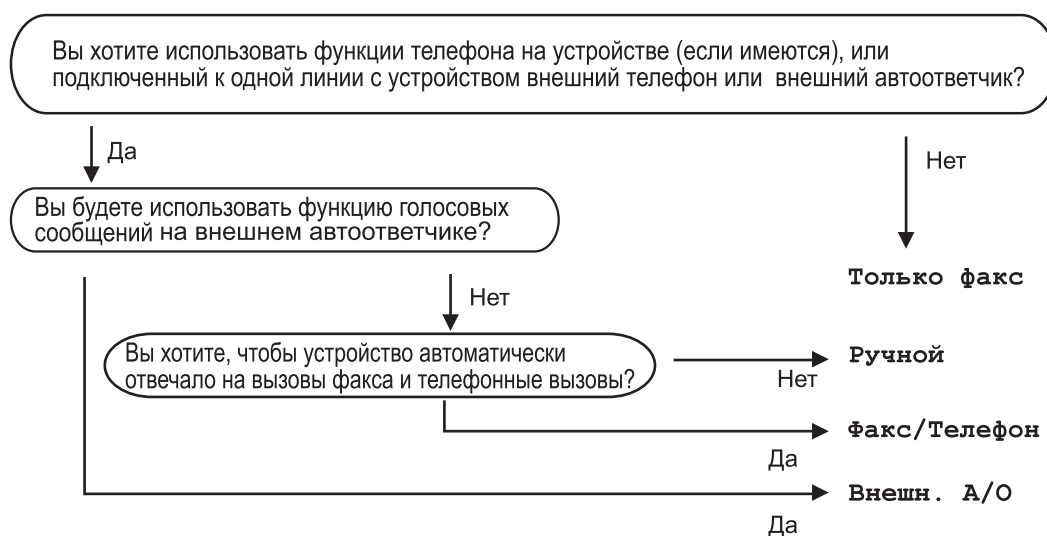 Вы хотите использовать функции телефона на устройстве (если имеются), или
подключенный к одной линии с устройством внешний телефон или внешний автоответчик?
Да
Нет
Вы будете использовать функцию голосовых
сообщений на внешнем автоответчике?
Только факс
Нет
Вы хотите, чтобы устройство автоматически
отвечало на вызовы факса и телефонные вызовы?
Ручной
Нет
Факс/Телефон
Да
Внешн. А/О
Да